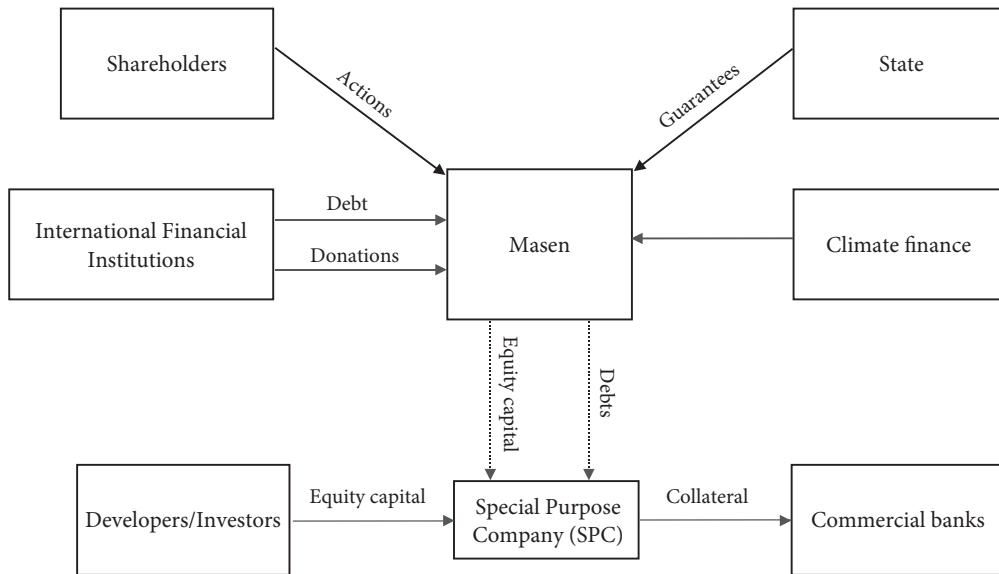 Shareholders
Actions
Guarantees
State
International Financial
Institutions
Debt
Donations
Masen
Climate finance
Equity capital
Debts
Developers/Investors
Equity capital
Special Purpose
Company (SPC)
Collateral
Commercial banks